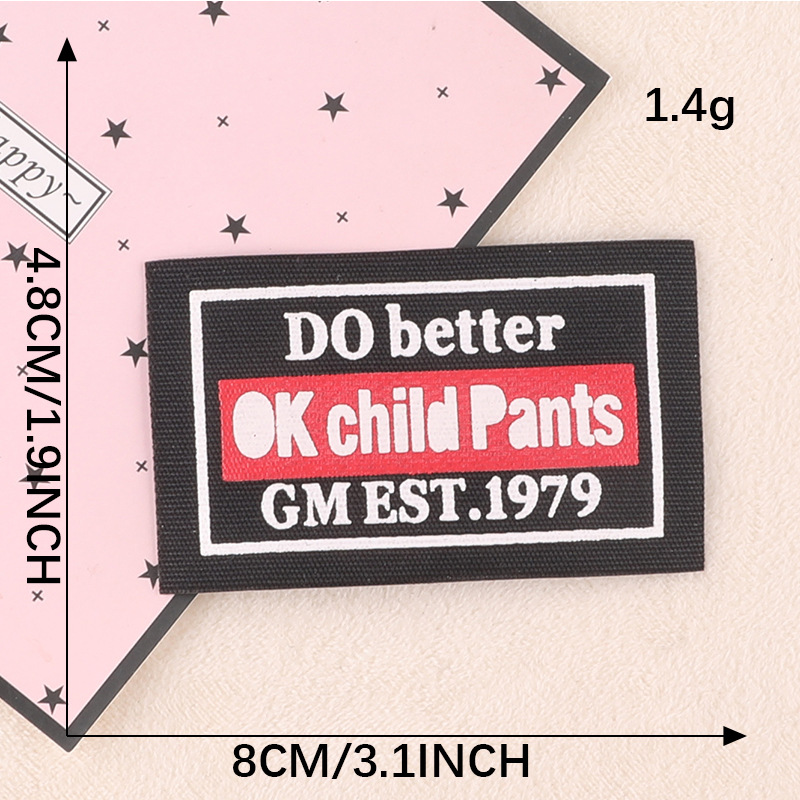 1.4g
appy~
4.8CM/1.9INCH
DO better
OK child Pants
GM EST.1979
8CM/3.1INCH